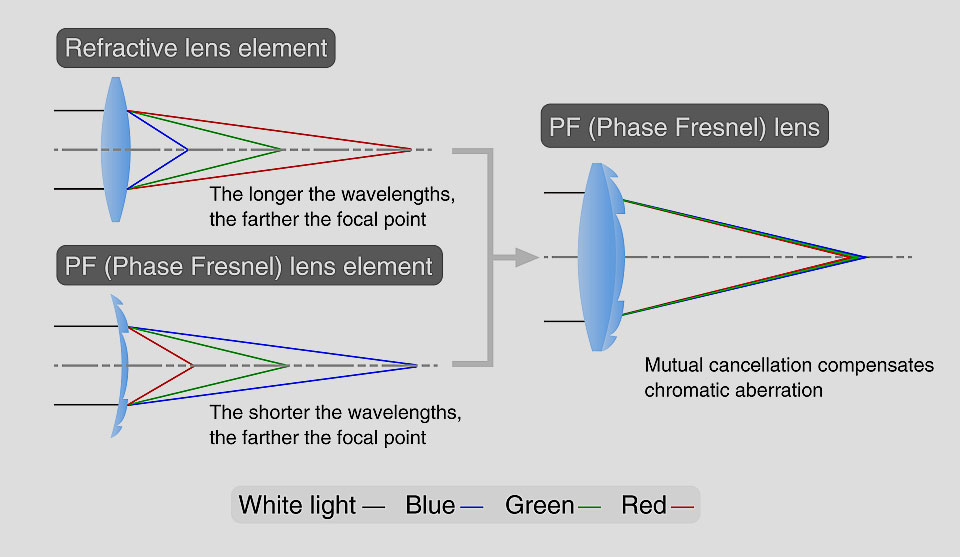 Refractive lens element
The longer the wavelengths,
the farther the focal point
PF (Phase Fresnel) lens element
The shorter the wavelengths,
the farther the focal point
PF (Phase Fresnel) lens
Mutual cancellation compensates
chromatic aberration
White light Blue Green Red